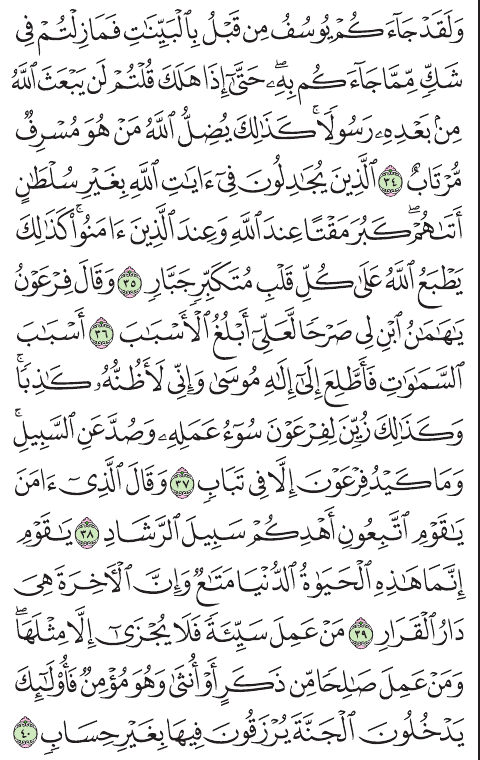 وَلَقَدْ جَآءَكُمْ يُوسُفُ مِن قَبْلُ بِٱلْبَيِّنَٰتِ فَمَا زِلْتُمْ فِى
شَكٍّ مِّمَّا جَآءَكُم بِهِۦ ۖ حَتَّىٰٓ إِذَا هَلَكَ قُلْتُمْ لَن يَبْعَثَ ٱللَّهُ
مِنۢ بَعْدِهِۦ رَسُولًا ۚ كَذَٰلِكَ يُضِلُّ ٱللَّهُ مَنْ هُوَ مُسْرِفٌ
مُّرْتَابٌ ٣٤ ٱلَّذِينَ يُجَٰدِلُونَ فِىٓ ءَايَٰتِ ٱللَّهِ بِغَيْرِ سُلْطَٰنٍ
أَتَىٰهُمْ ۖ كَبُرَ مَقْتًا عِندَ ٱللَّهِ وَعِندَ ٱلَّذِينَ ءَامَنُوا۟ ۚ كَذَٰلِكَ
يَطْبَعُ ٱللَّهُ عَلَىٰ كُلِّ قَلْبِ مُتَكَبِّرٍ جَبَّارٍ ٣٥ وَقَالَ فِرْعَوْنُ
يَٰهَٰمَٰنُ ٱبْنِ لِى صَرْحًا لَّعَلِّىٓ أَبْلُغُ ٱلْأَسْبَٰبَ ٣٦ أَسْبَٰبَ
ٱلسَّمَٰوَٰتِ فَأَطَّلِعَ إِلَىٰٓ إِلَٰهِ مُوسَىٰ وَإِنِّى لَأَظُنُّهُۥ كَٰذِبًا ۚ
وَكَذَٰلِكَ زُيِّنَ لِفِرْعَوْنَ سُوٓءُ عَمَلِهِۦ وَصُدَّ عَنِ ٱلسَّبِيلِ ۚ
وَمَا كَيْدُ فِرْعَوْنَ إِلَّا فِى تَبَابٍ ٣٧ وَقَالَ ٱلَّذِىٓ ءَامَنَ
يَٰقَوْمِ ٱتَّبِعُونِ أَهْدِكُمْ سَبِيلَ ٱلرَّشَادِ ٣٨ يَٰقَوْمِ
إِنَّمَا هَٰذِهِ ٱلْحَيَوٰةُ ٱلدُّنْيَا مَتَٰعٌ وَإِنَّ ٱلْءَاخِرَةَ هِىَ
دَارُ ٱلْقَرَارِ ٣٩ مَنْ عَمِلَ سَيِّئَةً فَلَا يُجْزَىٰٓ إِلَّا مِثْلَهَا ۖ
وَمَنْ عَمِلَ صَٰلِحًا مِّن ذَكَرٍ أَوْ أُنثَىٰ وَهُوَ مُؤْمِنٌ فَأُو۟لَٰٓئِكَ
يَدْخُلُونَ ٱلْجَنَّةَ يُرْزَقُونَ فِيهَا بِغَيْرِ حِسَابٍ ٤٠